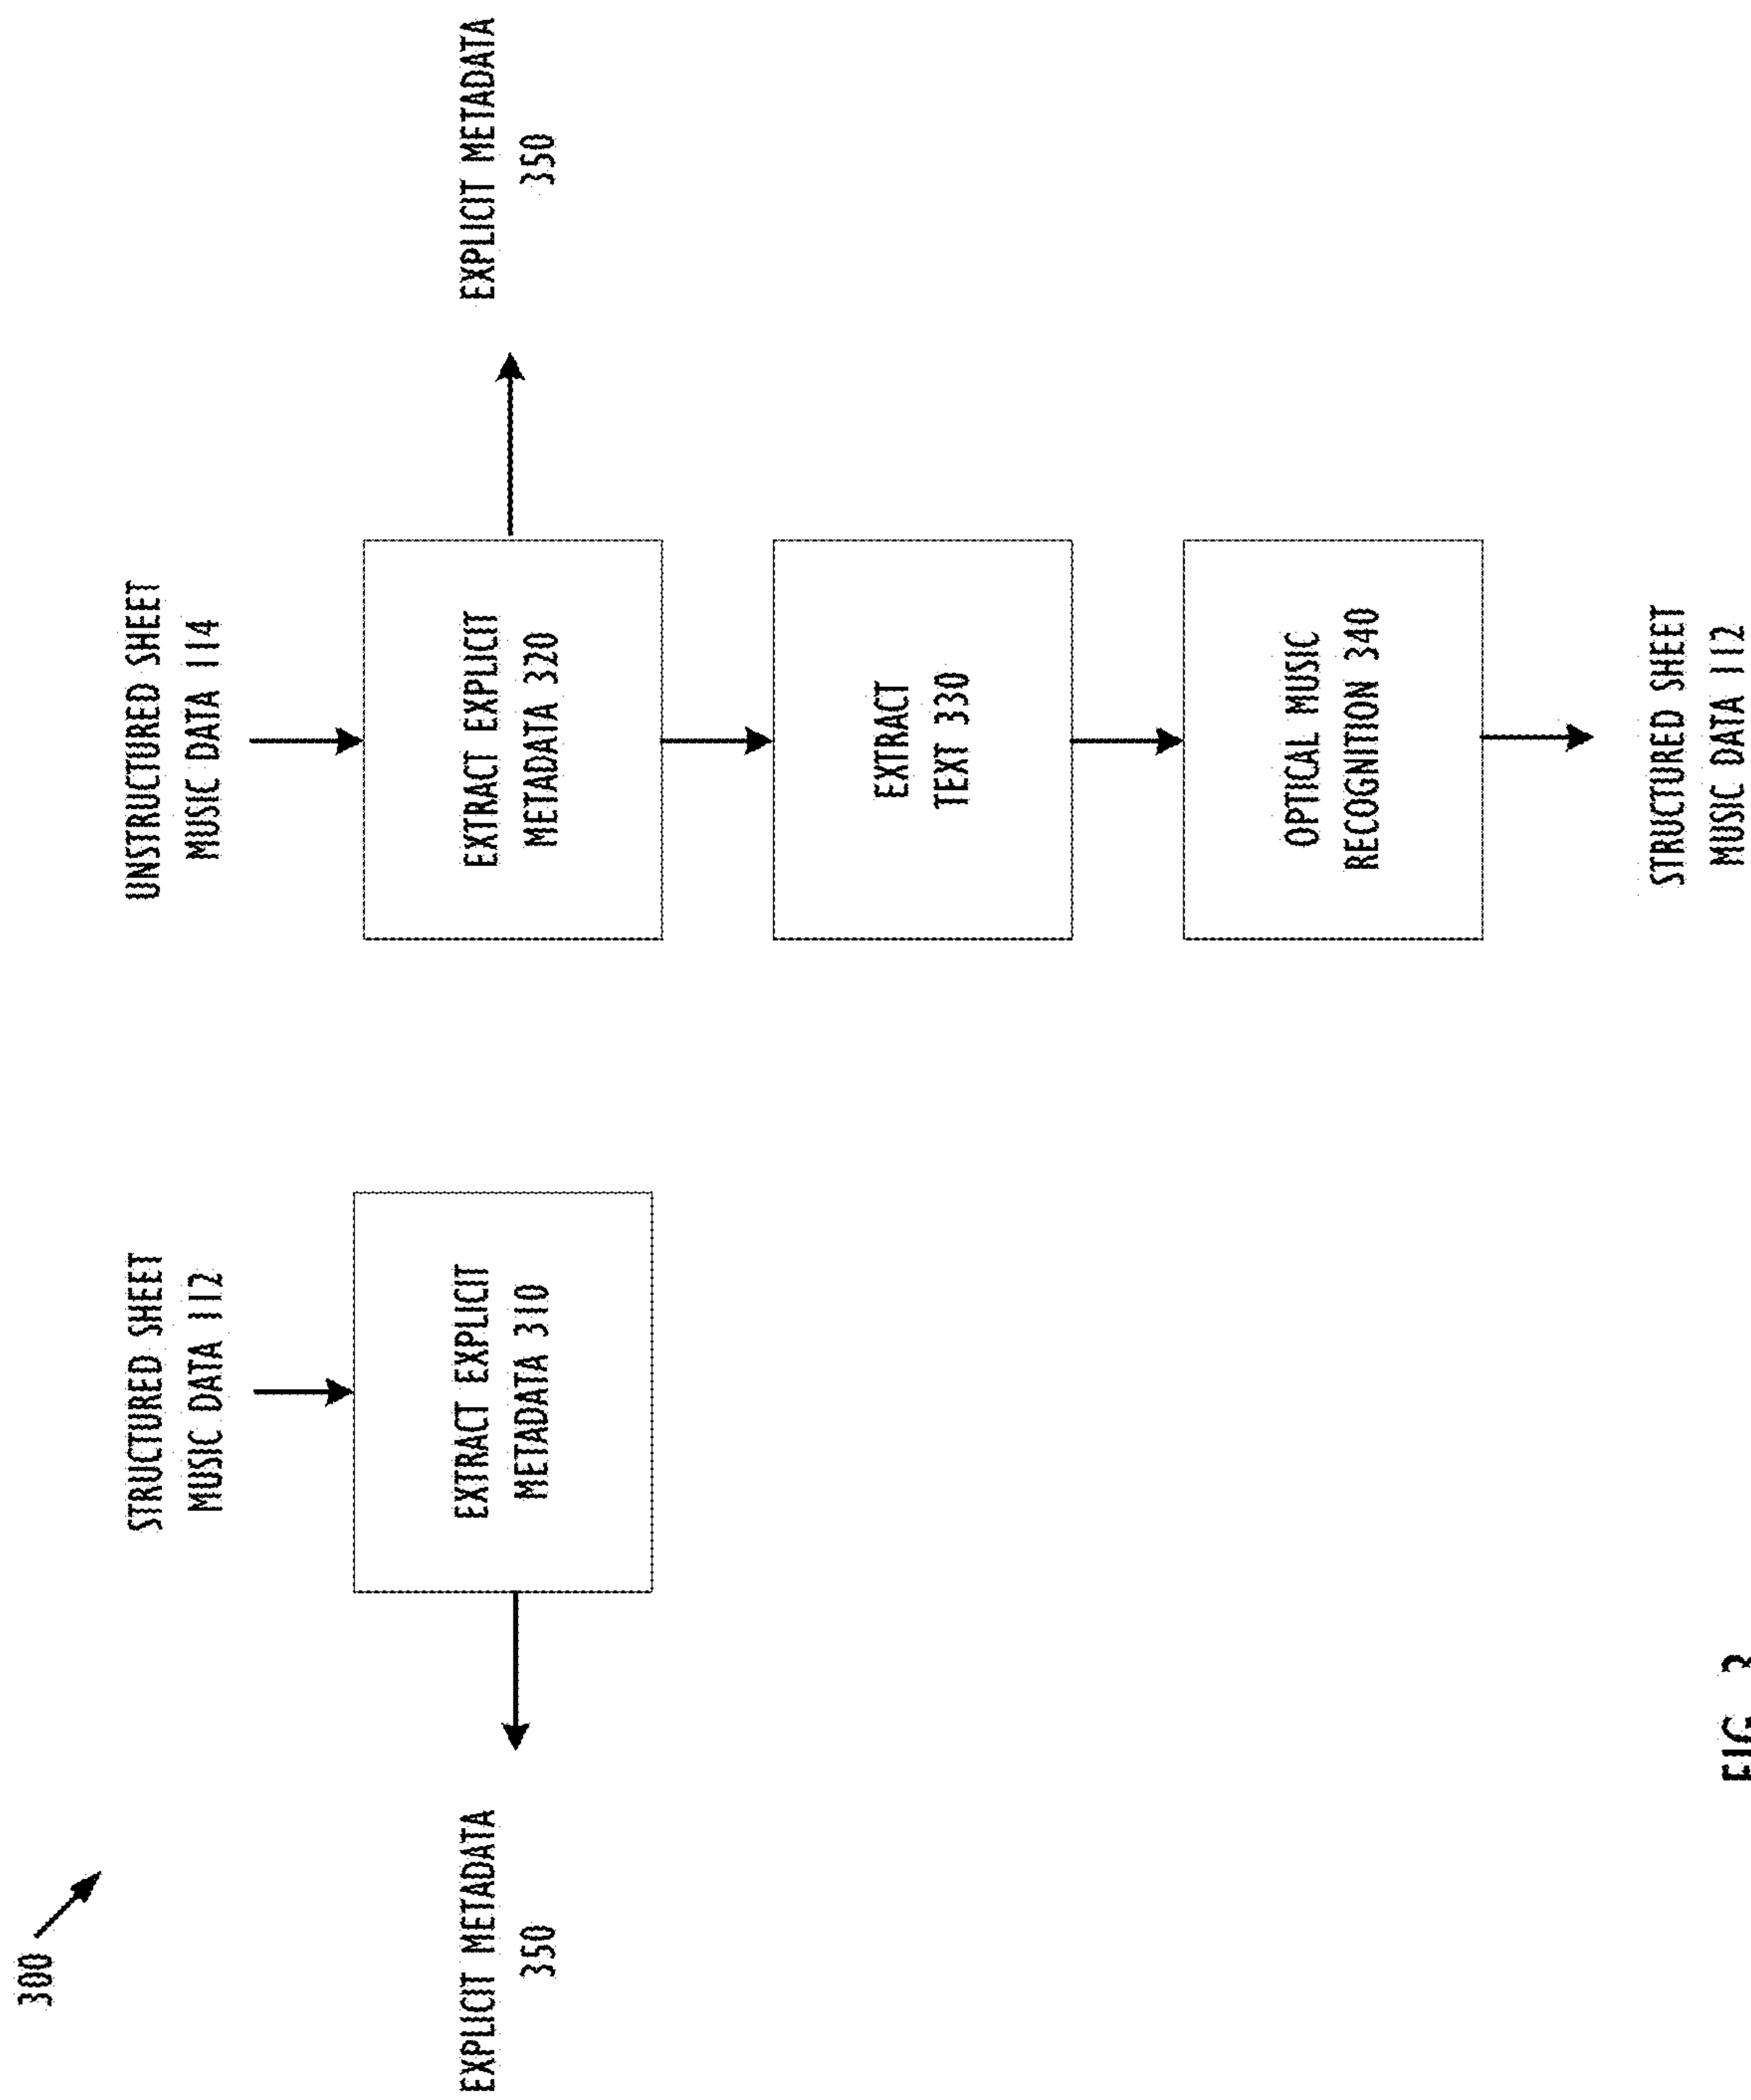 300
STRUCTURED SHEET
MUSIC DATA 112
EXTRACT EXPLICIT
METADATA 310
EXPLICIT METADATA
350
UNSTRUCTURED SHEET
MUSIC DATA 114
EXTRACT EXPLICIT
METADATA 320
EXPLICIT METADATA
350
EXTRACT
TEXT 330
OPTICAL MUSIC
RECOGNITION 340
STRUCTURED SHEET
MUSIC DATA 112
FIG. 3